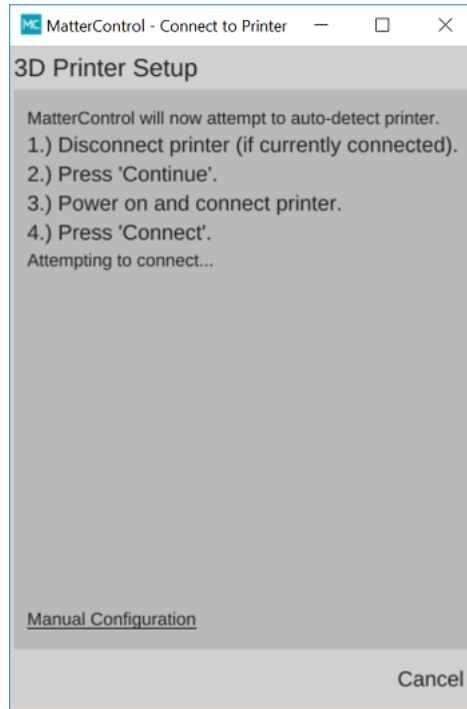 MC MatterControl - Connect to Printer
3D Printer Setup
MatterControl will now attempt to auto-detect printer.
1.) Disconnect printer (if currently connected).
2.) Press 'Continue'.
3.) Power on and connect printer.
4.) Press 'Connect'.
Attempting to connect...
Manual Configuration
Cancel